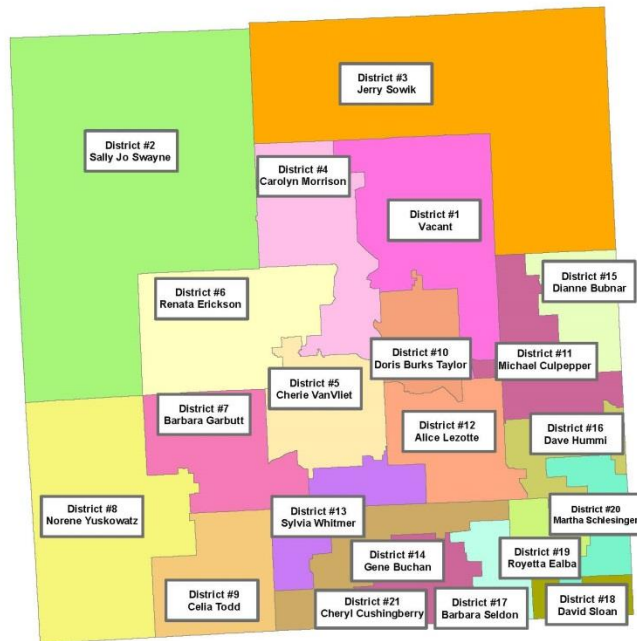 District #3
Jerry Sowik
District #2
Sally Jo Swayne
District #4
Carolyn Morrison
District #1
Vacant
District #15
Dianne Bubnar
District #6
Renata Erickson
District #10
Doris Burks Taylor
District #11
Michael Culpepper
District #5
Cherie VanVliet
District #7
Barbara Garbutt
District #12
Alice Lezotte
District #16
Dave Hummi
District #8
Norene Yuskowatz
District #13
Sylvia Whitmer
District #20
Martha Schlesinger
District #14
Gene Buchan
District #19
Royetta Ealba
District #9
Celia Todd
District #21
Cheryl Cushingberry
District #17
Barbara Seldon
District #18
David Sloan